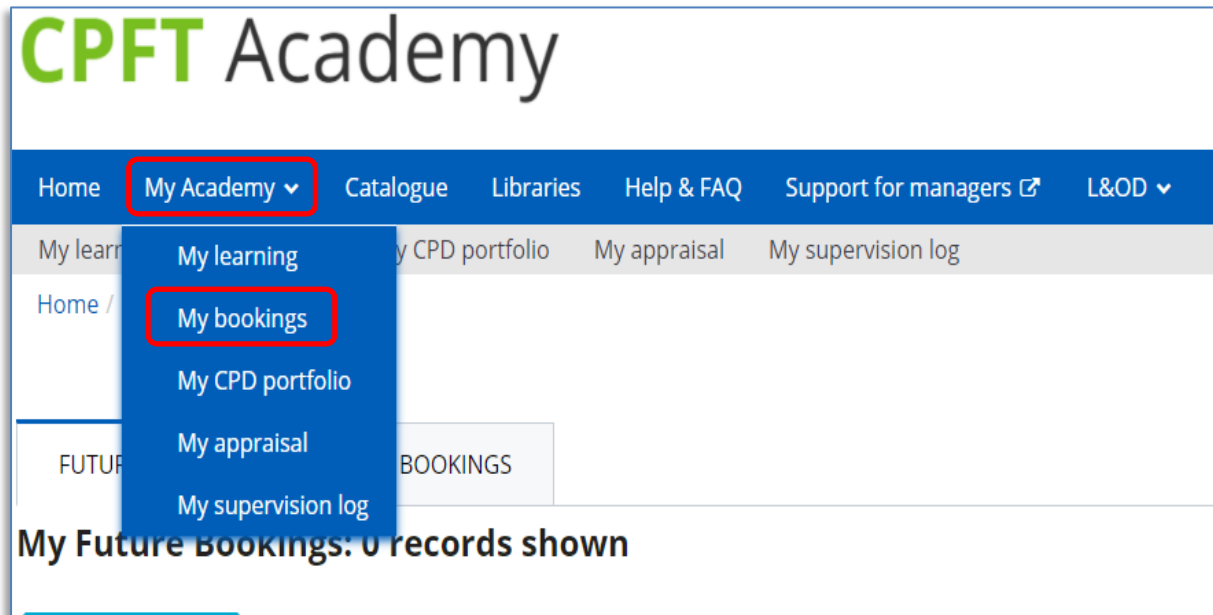 CPFT Academy
Home My Academy Catalogue Libraries Help & FAQ Support for managers L&OD
My learning
My CPD portfolio My appraisal My supervision log
Home /
My bookings
My CPD portfolio
My appraisal
My supervision log
BOOKINGS
My Future Bookings: 0 records shown